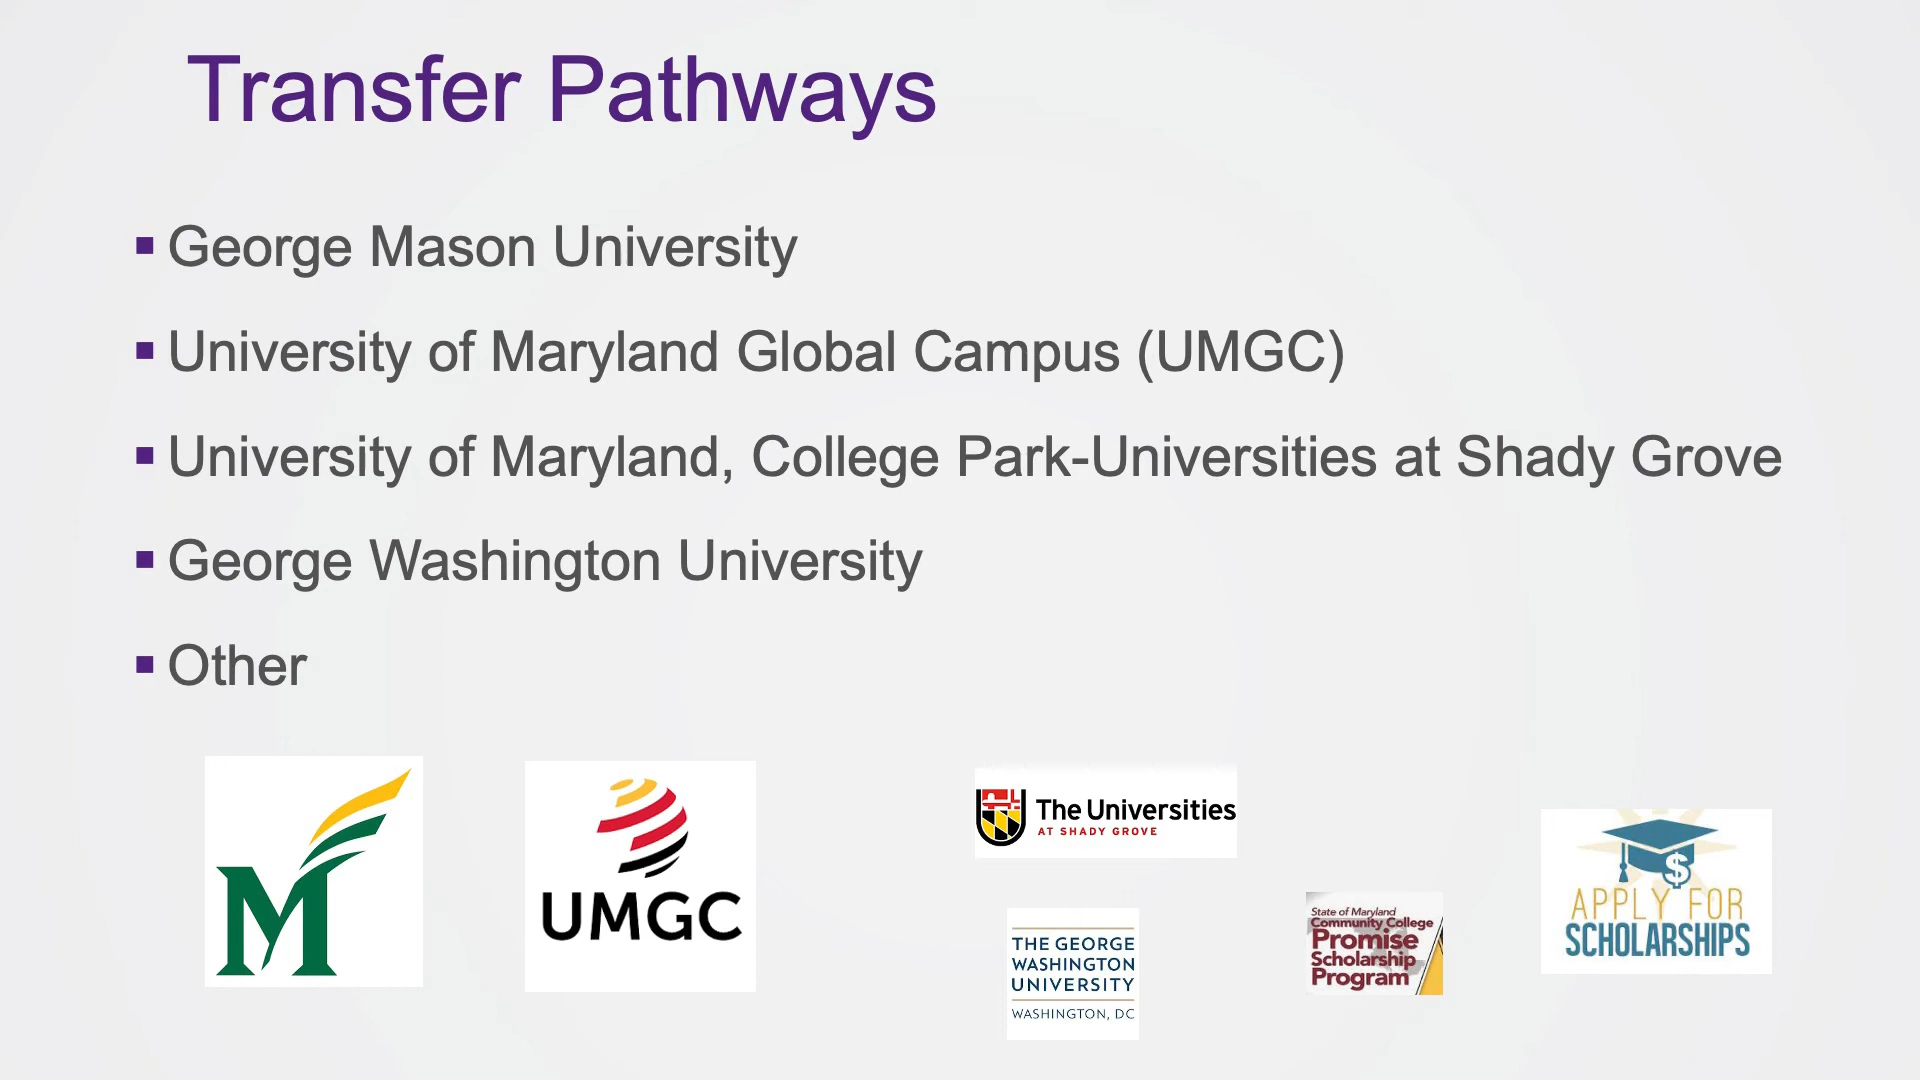 Transfer Pathways
George Mason University
University of Maryland Global Campus (UMGC)
University of Maryland, College Park-Universities at Shady Grove
George Washington University
Other
M
UMGC
The Universities
AT SHADY GROVE
THE GEORGE
WASHINGTON
UNIVERSITY
WASHINGTON, DC
State of Maryland
Community College
Promise
Scholarship
Program
$
APPLY FOR
SCHOLARSHIPS